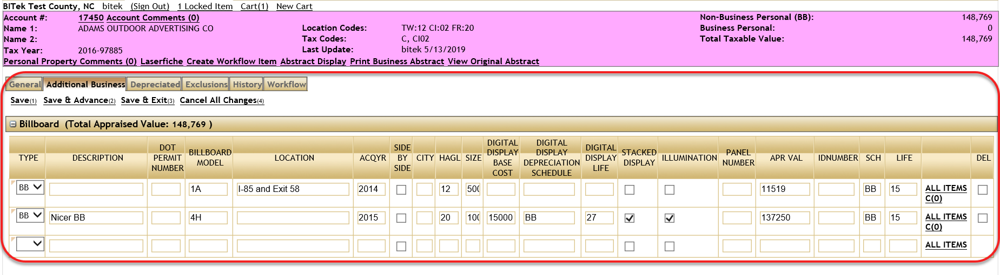 BITek Test County, NC bitek (Sign Out) 1 Locked Item Cart(1) New Cart
Account #: 17450 Account Comments (0) Non-Business Personal (BB): 148,769
Name 1: ADAMS OUTDOOR ADVERTISING CO Location Codes: TW:12 CI:02 FR:20 Business Personal: 0
Name 2: Tax Codes: C, CI02 Total Taxable Value: 148,769
Tax Year: 2016-97885 Last Update: bitek 5/13/2019
Personal Property Comments (0) Laserfiche Create Workflow Item Abstract Display Print Business Abstract View Original Abstract
General Additional Business Depreciated Exclusions History Workflow
Save(1) Save & Advance(2) Save & Exit(3) Cancel All Changes(4)
Billboard (Total Appraised Value: 148,769 )
TYPE DESCRIPTION DOT PERMIT NUMBER BILLBOARD MODEL LOCATION ACQYR SIDE BY SIDE CITY HAGL SIZE DIGITAL DISPLAY BASE COST DIGITAL DISPLAY DEPRECIATION SCHEDULE DIGITAL DISPLAY LIFE STACKED DISPLAY ILLUMINATION PANEL NUMBER APR VAL IDNUMBER SCH LIFE DEL
BB 1A I-85 and Exit 58 2014 12 11519 BB 15 ALL ITEMS
C(0)
BB Nicer BB 4H 2015 20 15000 BB 27 137250 BB 15 ALL ITEMS
C(0)
ALL ITEMS